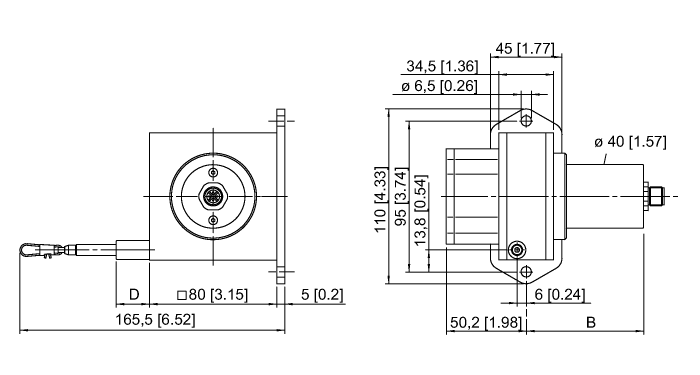 45 [1.77]
34,5 [1.36]
ø 6,5 [0.26]
ø 40 [1.57]
110 [4.33]
95 [3.74]
13,8 [0.54]
D
□80 [3.15]
5 [0.2]
165,5 [6.52]
6 [0.24]
50,2 [1.98]
B